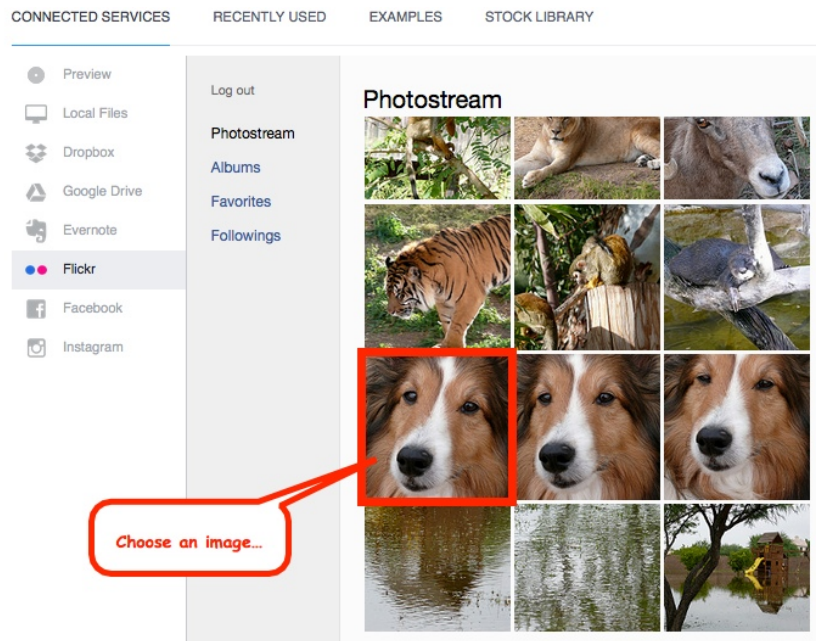 CONNECTED SERVICES
RECENTLY USED
EXAMPLES
STOCK LIBRARY
Preview
Local Files
Dropbox
Google Drive
Evernote
Flickr
Facebook
Instagram
Log out
Photostream
Albums
Favorites
Followings
Photostream
Choose an image...